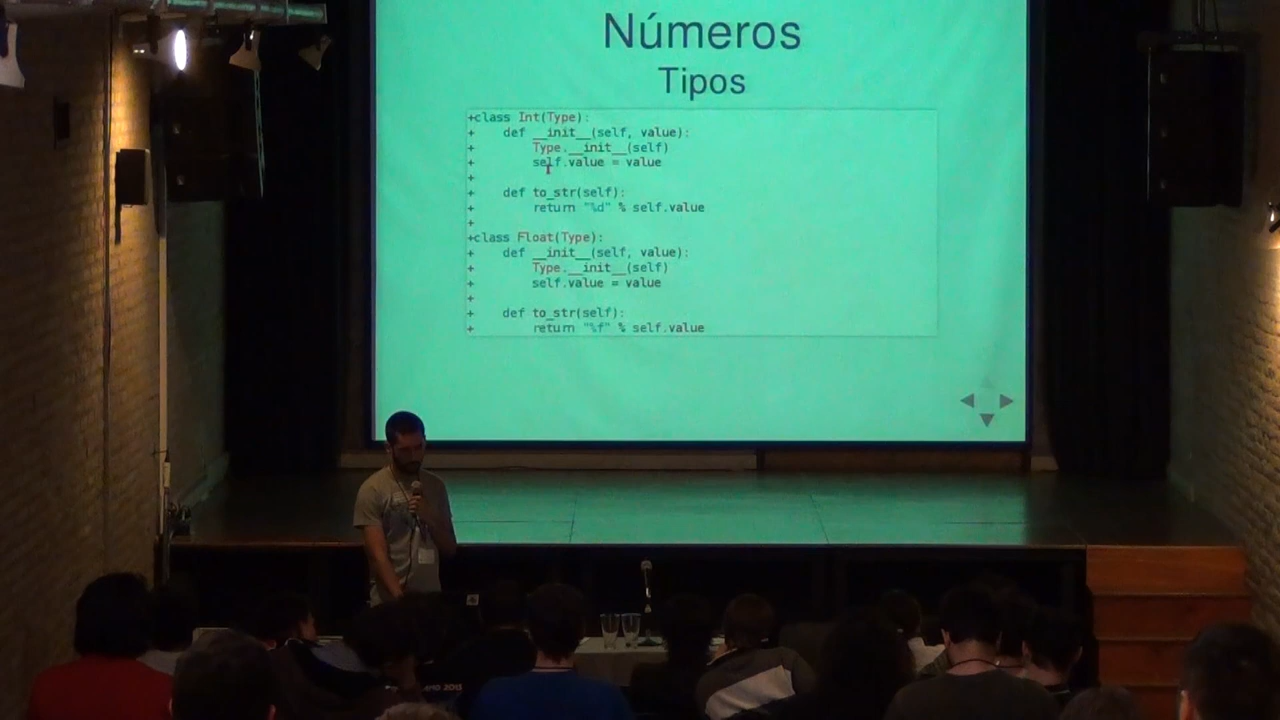 Números
Tipos
+class Int(Type):
+    def __init__(self, value):
+        Type.__init__(self)
+        self.value = value
+
+    def to_str(self):
+        return "%d" % self.value
+
+class Float(Type):
+    def __init__(self, value):
+        Type.__init__(self)
+        self.value = value
+
+    def to_str(self):
+        return "%f" % self.value
2013